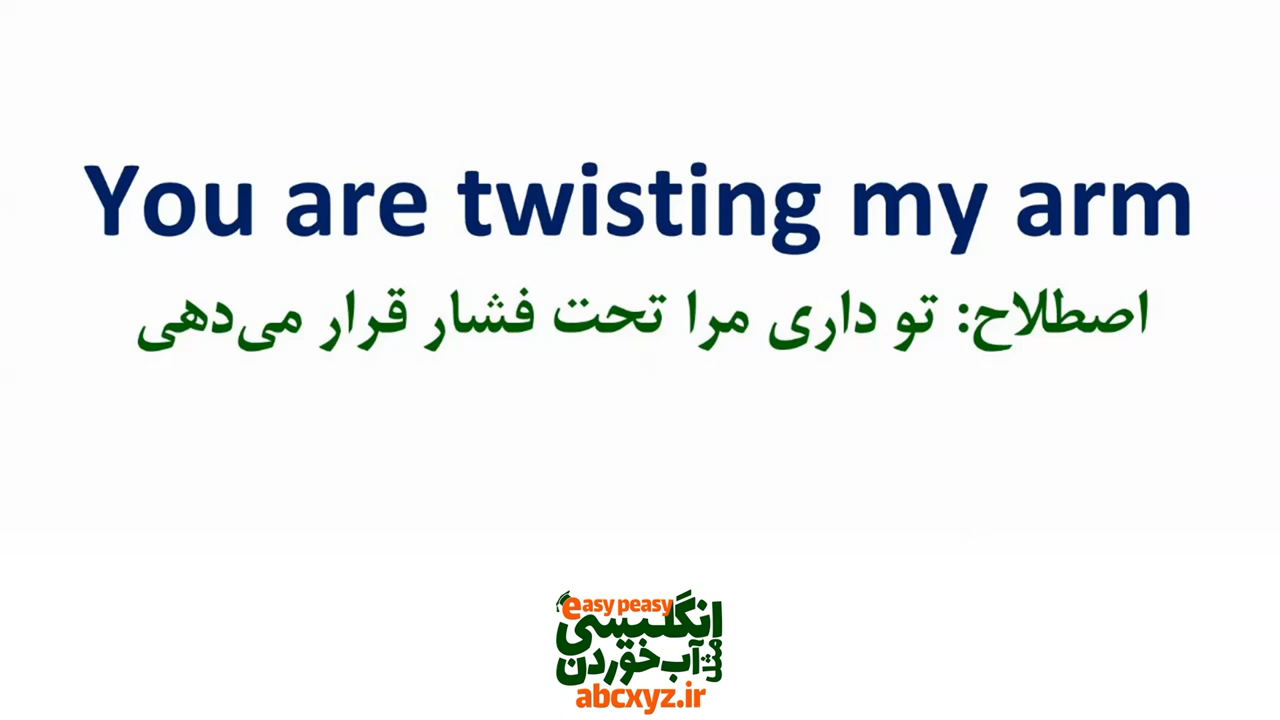 You are twisting my arm
اصطلاح: تو داری مرا تحت فشار قرار می‌دهی
easy peasy
انگلیسی
مثل آب خوردن
abcxyz.ir